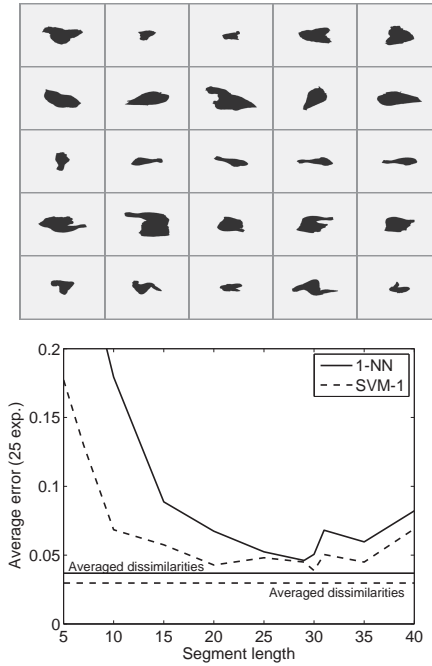 0.2
0.15
0.1
0.05
0
Average error (25 exp.)
1-NN
SVM-1
Averaged dissimilarities
Averaged dissimilarities
5 10 15 20 25 30 35 40
Segment length